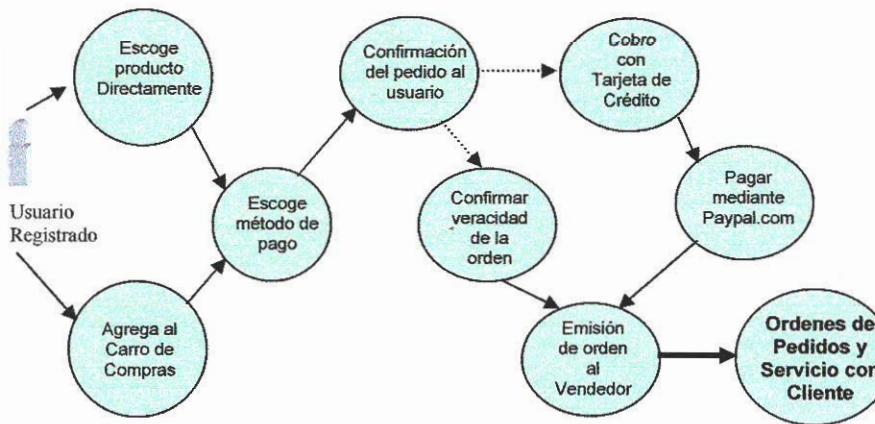 Escoge
producto
Directamente
Confirmación
del pedido al
usuario
Cobro
con
Tarjeta de
Crédito
Usuario
Registrado
Escoge
método de
pago
Confirmar
veracidad
de la
orden
Pagar
mediante
Paypal.com
Agrega al
Carro de
Compras
Emisión
de orden
al
Vendedor
Ordenes de
Pedidos y
Servicio con
Cliente